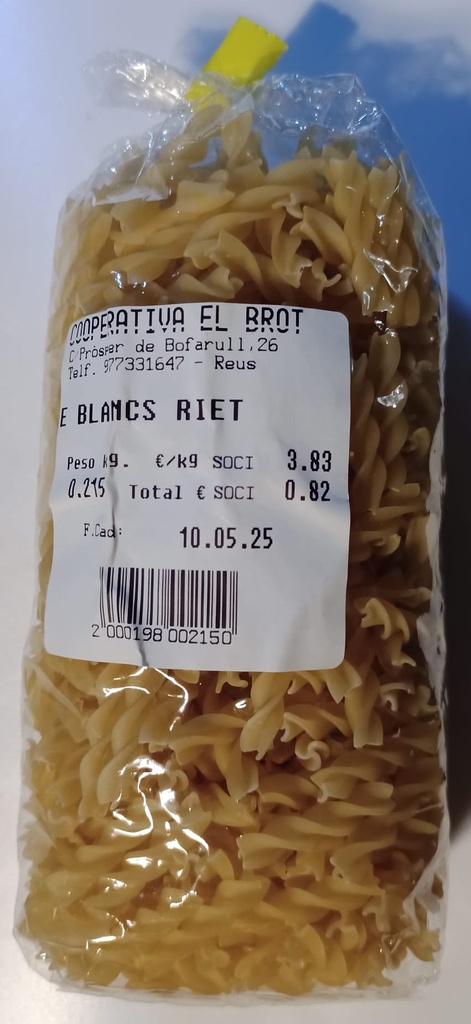 COOPERATIVA EL BROT
C/Pròsper de Bofarull,26
Telf. 977331647 - Reus
E BLANCS RIET
Peso kg. €/kg SOCI 3.83
0.215 Total € SOCI 0.82
F.Cad: 10.05.25
2 000198 002150